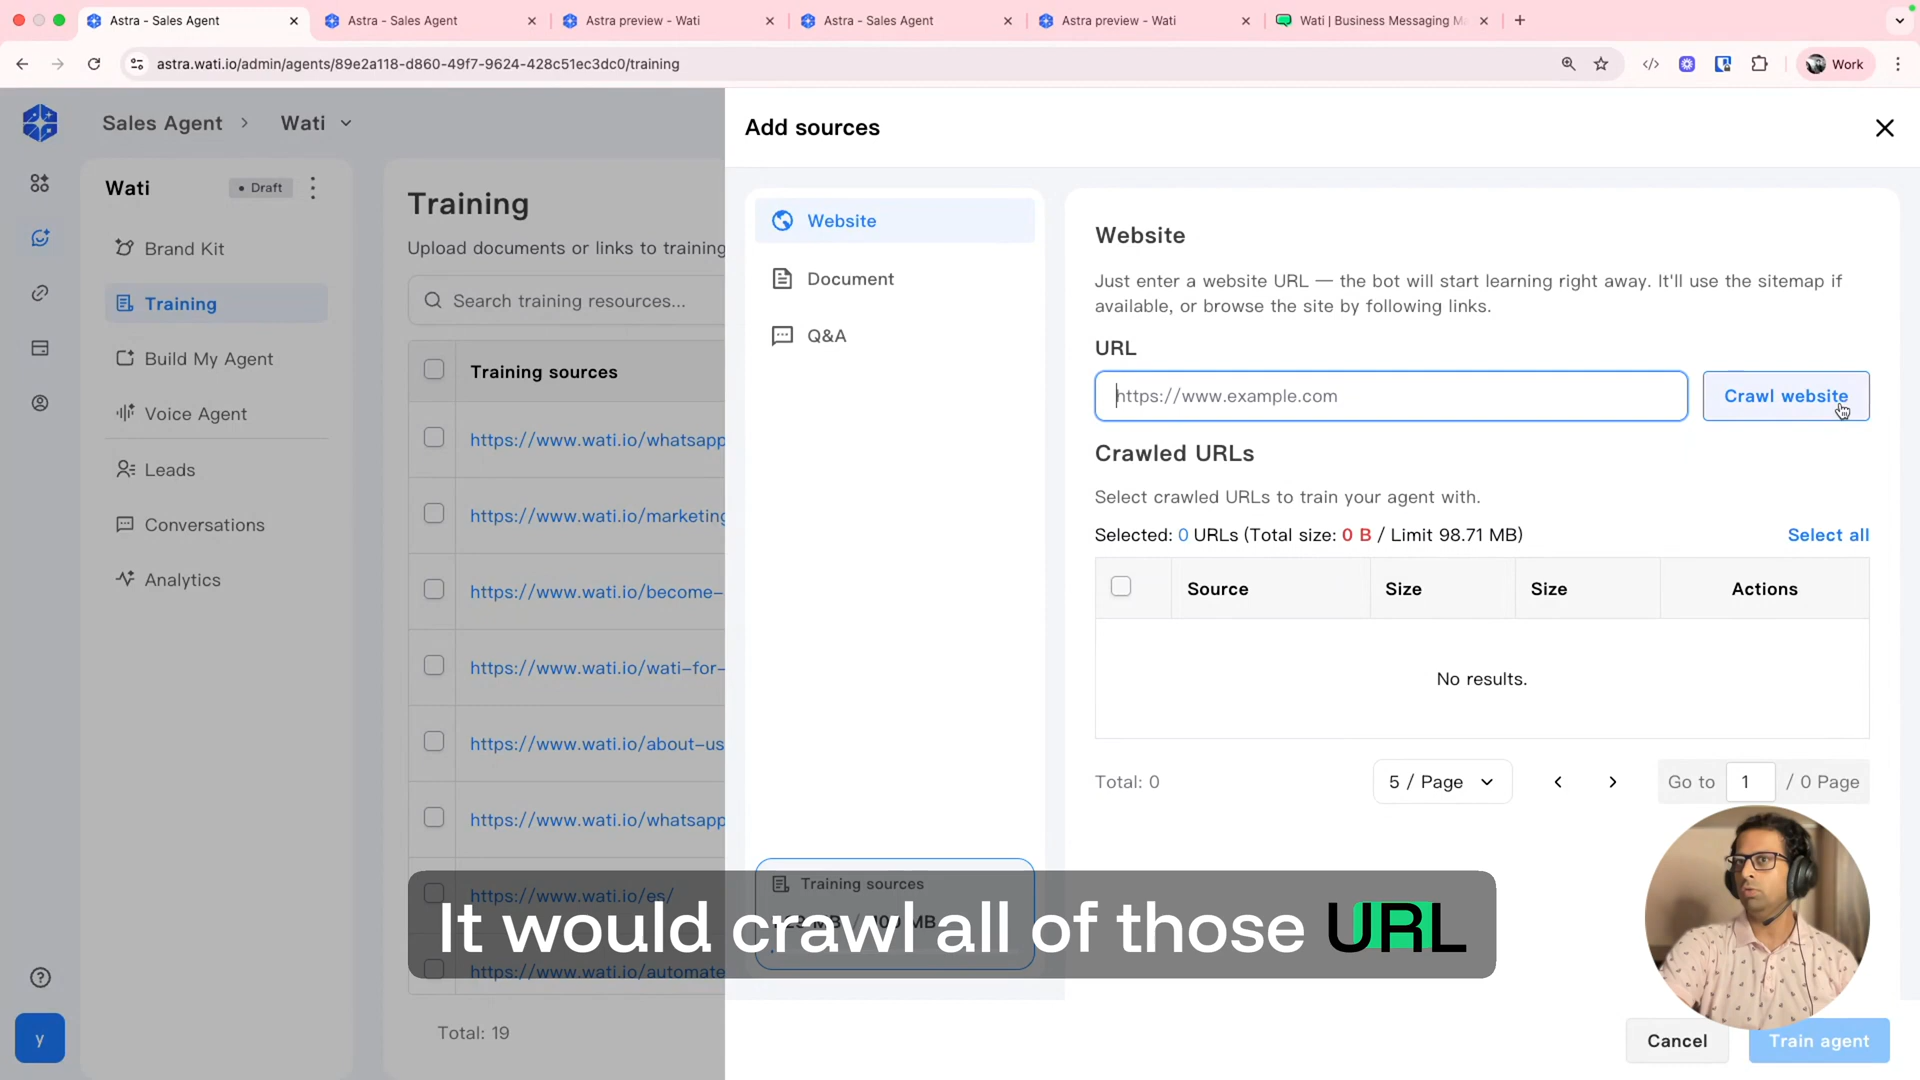 Astra - Sales Agent
Astra - Sales Agent
Astra preview - Wati
Astra - Sales Agent
Astra preview - Wati
Wati | Business Messaging M
astra.wati.io/admin/agents/89e2a118-d860-49f7-9624-428c51ec3dc0/training
Work
Sales Agent > Wati
Wati
• Draft
Brand Kit
Training
Build My Agent
Voice Agent
Leads
Conversations
Analytics
y
Training
Upload documents or links to training
Search training resources...
Training sources
https://www.wati.io/whatsapp
https://www.wati.io/marketing
https://www.wati.io/become-
https://www.wati.io/wati-for-
https://www.wati.io/about-us
https://www.wati.io/whatsapp
https://www.wati.io/es/
https://www.wati.io/automate
Total: 19
Add sources
Website
Document
Q&A
Training sources
Website
Just enter a website URL — the bot will start learning right away. It'll use the sitemap if
available, or browse the site by following links.
URL
https://www.example.com
Crawl website
Crawled URLs
Select crawled URLs to train your agent with.
Selected: 0 URLs (Total size: 0 B / Limit 98.71 MB)
Select all
Source Size Size Actions
No results.
Total: 0
5 / Page
Go to 1 / 0 Page
It would crawl all of those URL
Cancel
Train agent